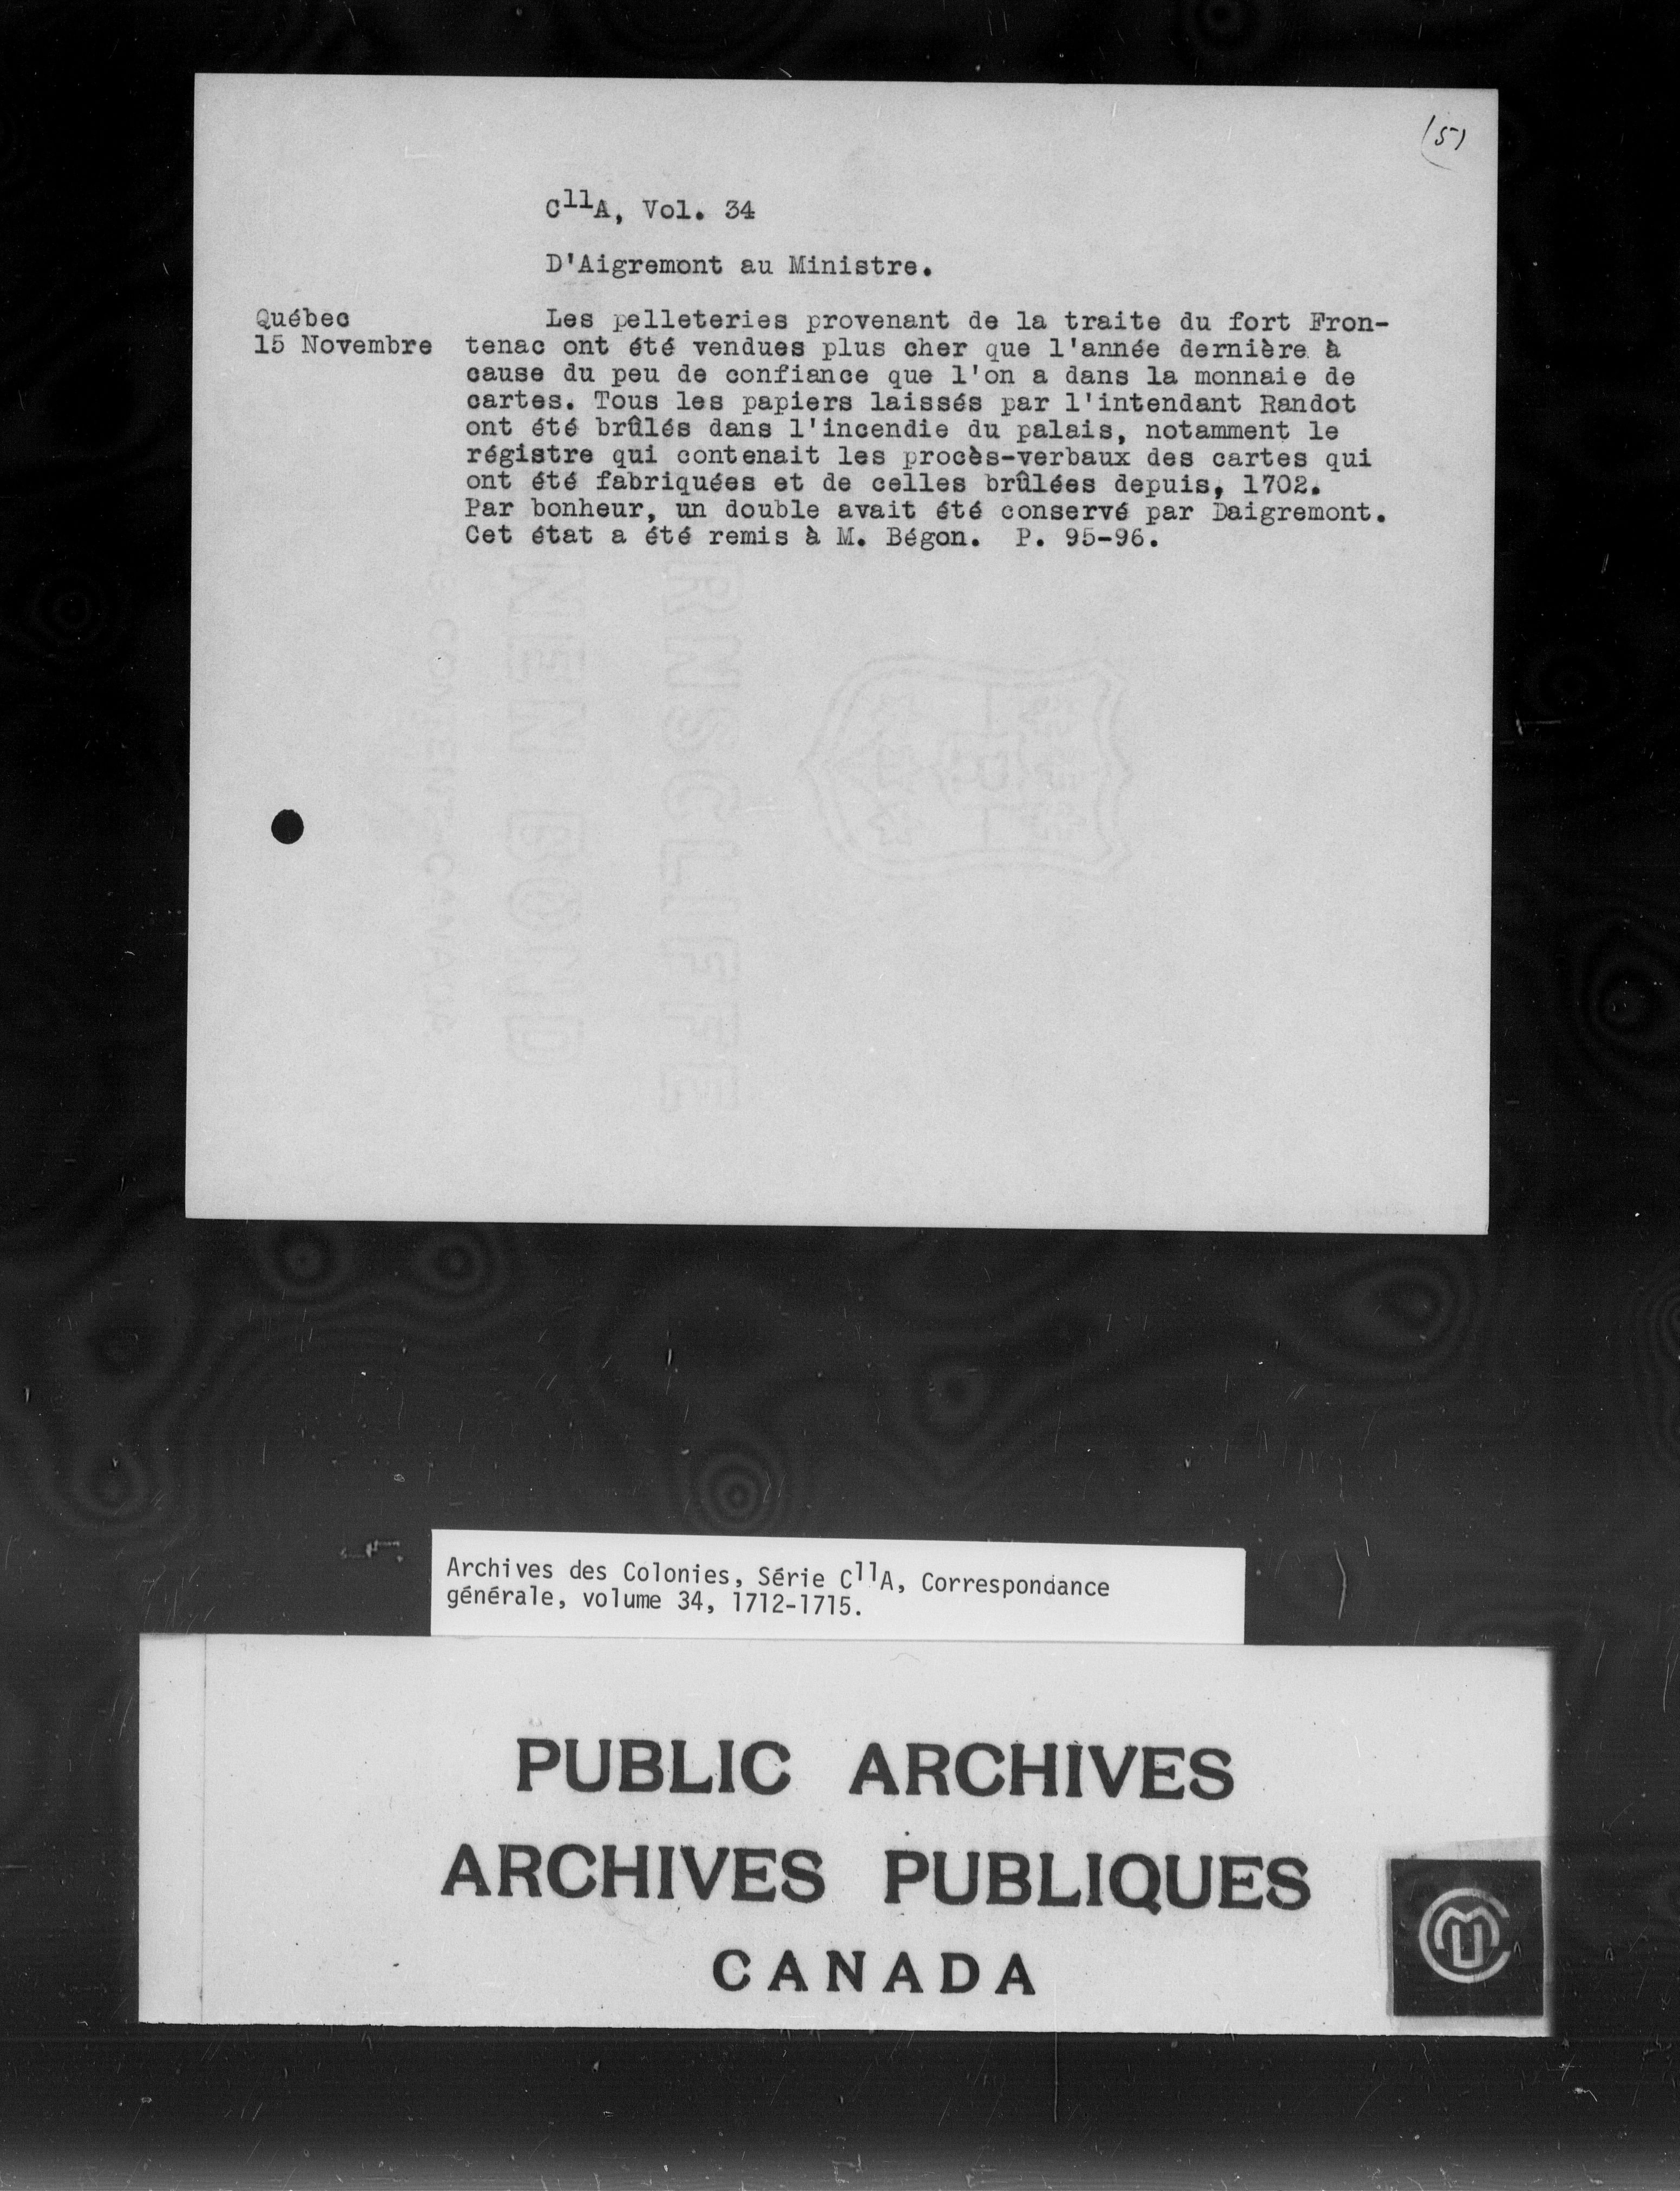 (5)
C11A, Vol. 34
D'Aigremont au Ministre.
Québec
15 Novembre
Les pelleteries provenant de la traite du fort Fron-
tenac ont été vendues plus cher que l'année dernière à
cause du peu de confiance que l'on a dans la monnaie de
cartes. Tous les papiers laissés par l'intendant Randot
ont été brûlés dans l'incendie du palais, notamment le
régistre qui contenait les procès-verbaux des cartes qui
ont été fabriquées et de celles brûlées depuis, 1702.
Par bonheur, un double avait été conservé par Daigremont.
Cet état a été remis à M. Bégon. P. 95-96.
Archives des Colonies, Série C11A, Correspondance
générale, volume 34, 1712-1715.
PUBLIC ARCHIVES
ARCHIVES PUBLIQUES
CANADA